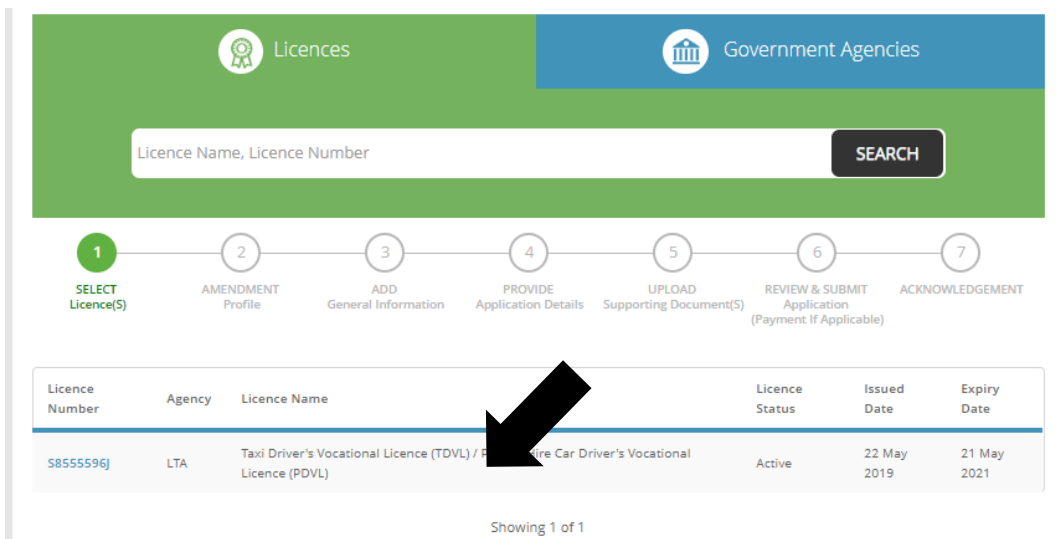 Licences
Government Agencies
Licence Name, Licence Number
SEARCH
1 2 3 4 5 6 7
SELECT AMENDMENT ADD PROVIDE UPLOAD REVIEW & SUBMIT ACKNOWLEDGEMENT
Licence(S) Profile General Information Application Details Supporting Document(S) Application
(Payment If Applicable)
Licence Licence Issued Expiry
Number Agency Licence Name Status Date Date
Taxi Driver's Vocational Licence (TDVL) / Hire Car Driver's Vocational 22 May 21 May
S8555596J LTA Active
Licence (PDVL) 2019 2021
Showing 1 of 1